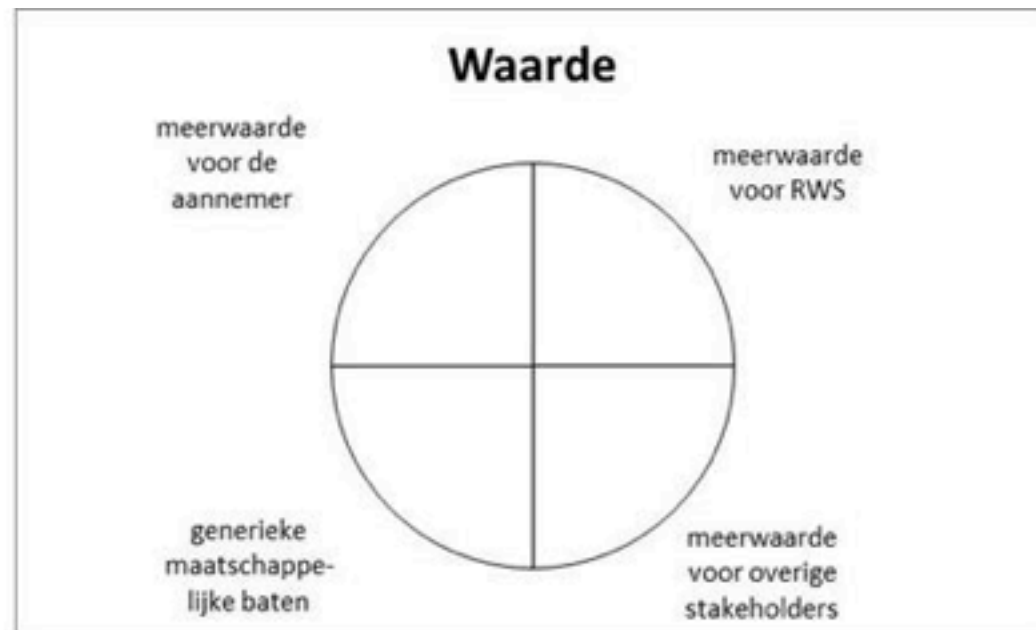 Waarde
meerwaarde
voor de
aannemer
meerwaarde
voor RWS
generieke
maatschappe-
lijke baten
meerwaarde
voor overige
stakeholders